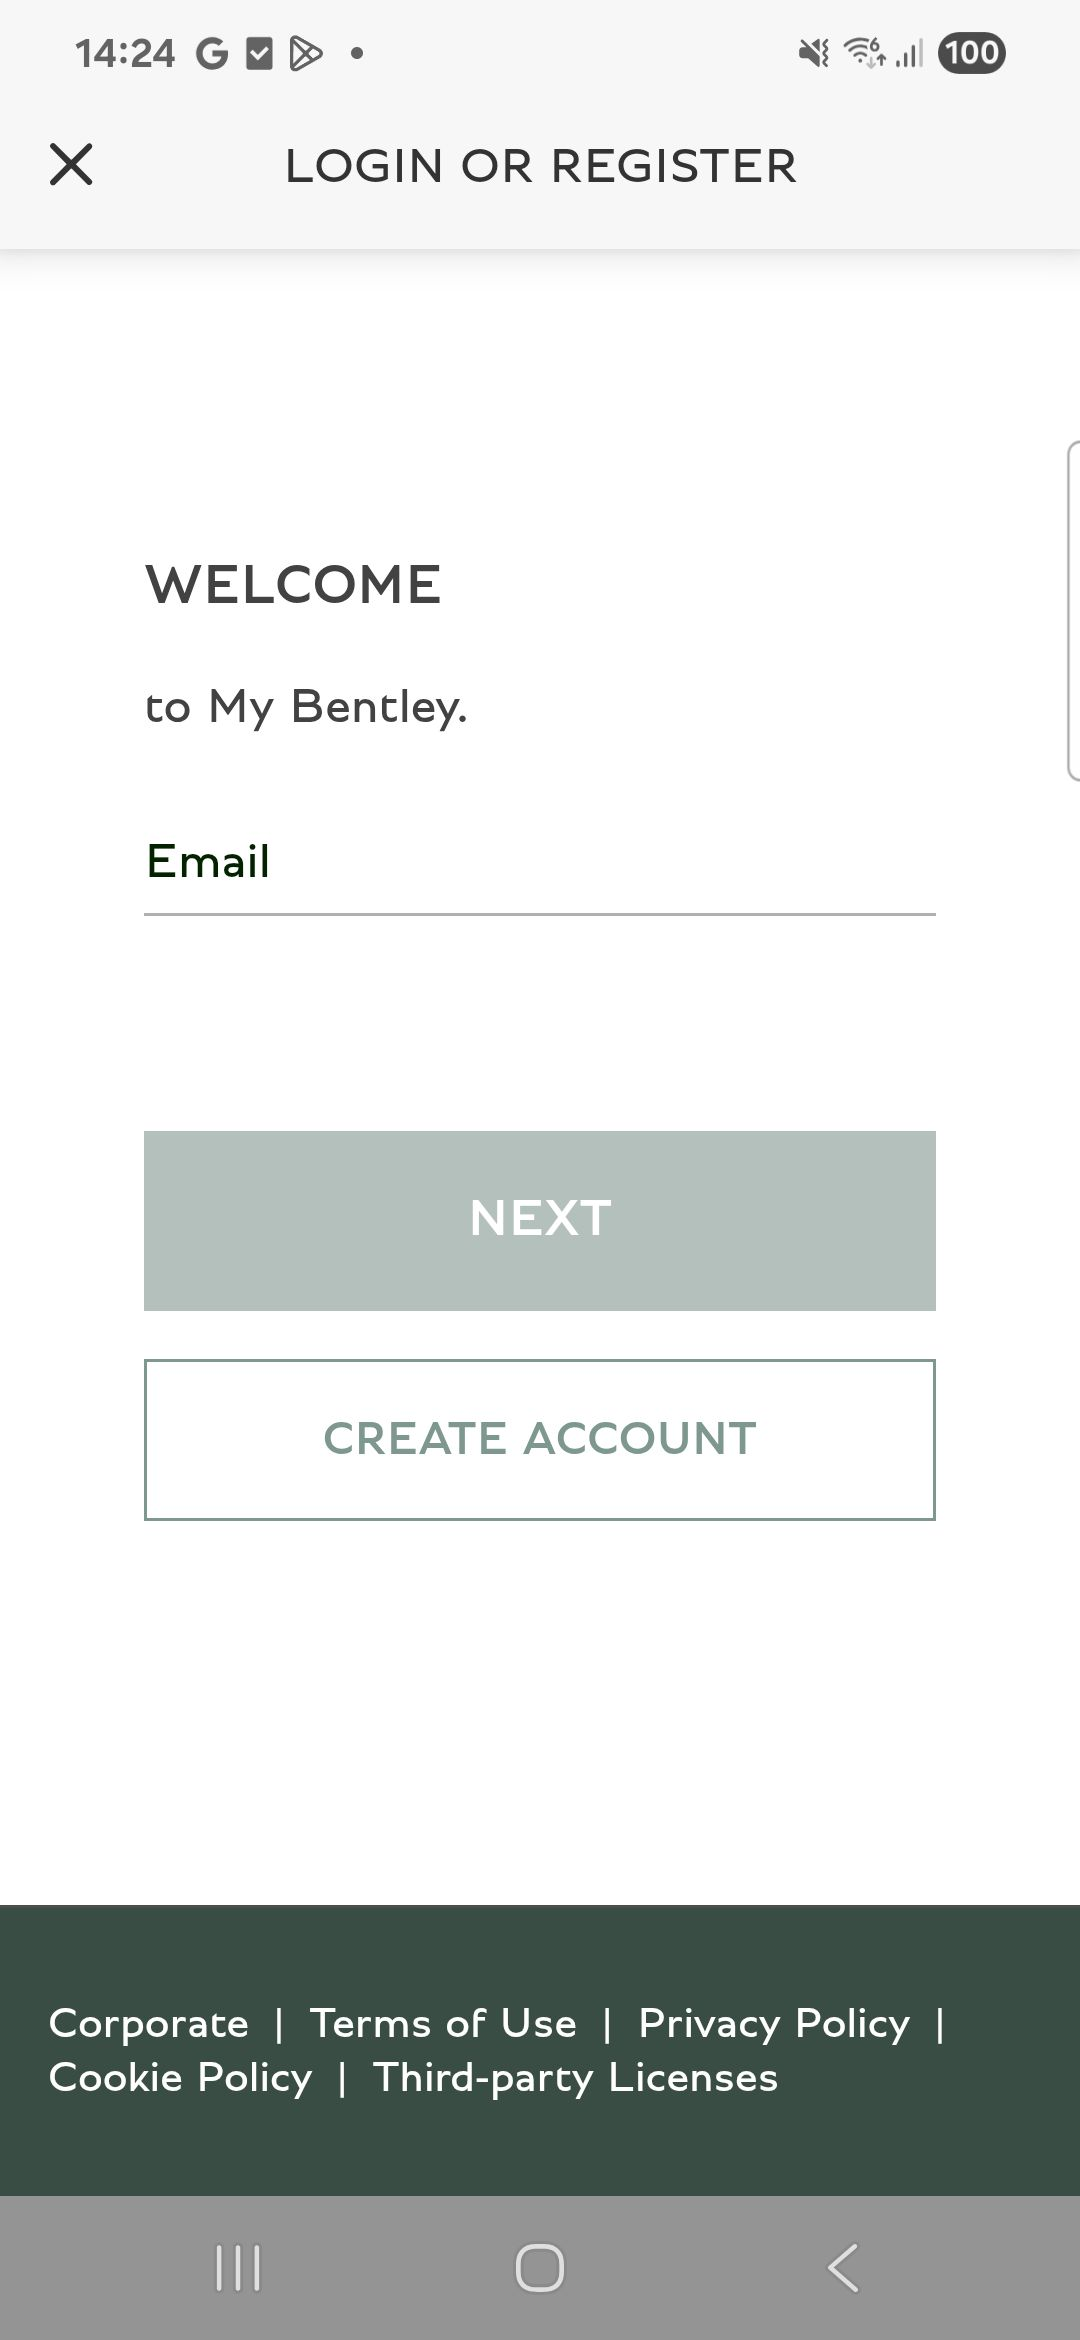 14:24
100
LOGIN OR REGISTER
WELCOME
to My Bentley.
Email
NEXT
CREATE ACCOUNT
Corporate | Terms of Use | Privacy Policy |
Cookie Policy | Third-party Licenses